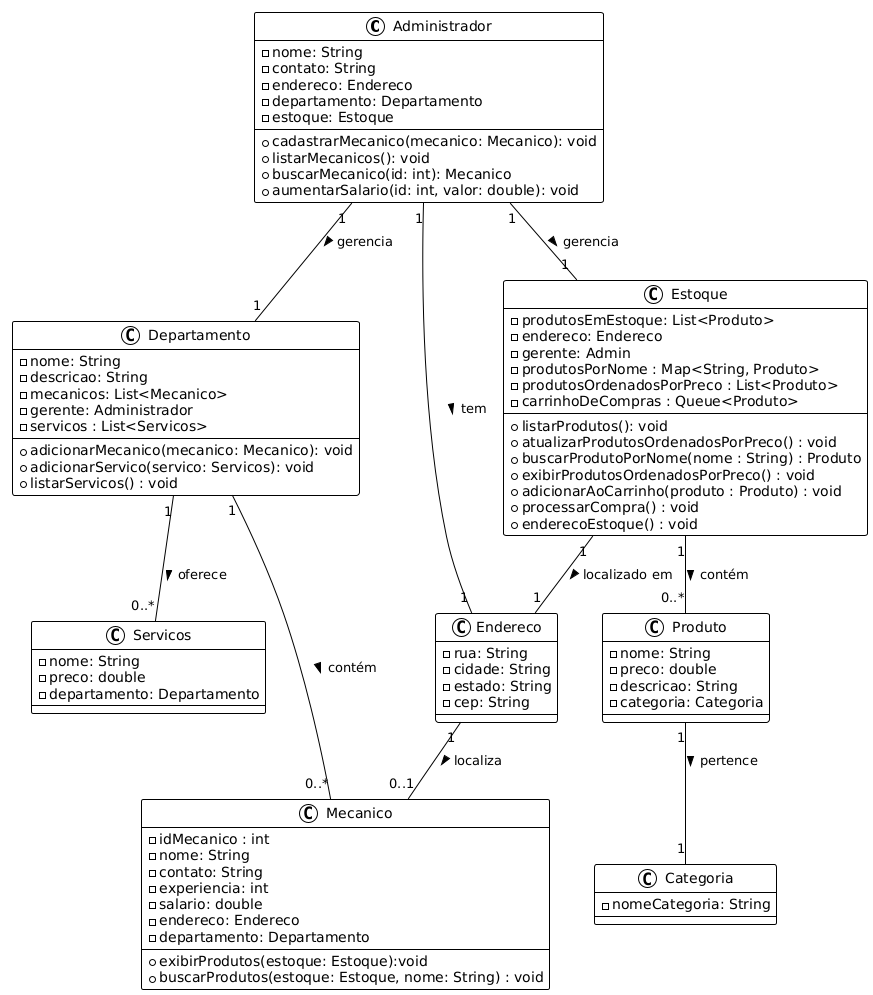 C Administrador
nome: String
contato: String
endereco: Endereco
departamento: Departamento
estoque: Estoque
cadastrarMecanico(mecanico: Mecanico): void
listarMecanicos(): void
buscarMecanico(id: int): Mecanico
aumentarSalario(id: int, valor: double): void
1 1 1
gerencia
gerencia
1
1
C Estoque
produtosEmEstoque: List<Produto>
endereco: Endereco
gerente: Admin
produtosPorNome : Map<String, Produto>
produtosOrdenadosPorPreco : List<Produto>
carrinhoDeCompras : Queue<Produto>
listarProdutos(): void
atualizarProdutosOrdenadosPorPreco() : void
buscarProdutoPorNome(nome : String) : Produto
exibirProdutosOrdenadosPorPreco() : void
adicionarAoCarrinho(produto : Produto) : void
processarCompra() : void
enderecoEstoque() : void
C Departamento
nome: String
descricao: String
mecanicos: List<Mecanico>
gerente: Administrador
servicos : List<Servicos>
adicionarMecanico(mecanico: Mecanico): void
adicionarServico(servico: Servicos): void
listarServicos() : void
tem
1 1
oferece
0..*
1 1
localizado em
contém
1 1 0..*
C Servicos
nome: String
preco: double
departamento: Departamento
contém
C Endereco
rua: String
cidade: String
estado: String
cep: String
C Produto
nome: String
preco: double
descricao: String
categoria: Categoria
1
localiza
0..* 0..1
1
pertence
1
C Mecanico
idMecanico : int
nome: String
contato: String
experiencia: int
salario: double
endereco: Endereco
departamento: Departamento
exibirProdutos(estoque: Estoque):void
buscarProdutos(estoque: Estoque, nome: String) : void
C Categoria
nomeCategoria: String